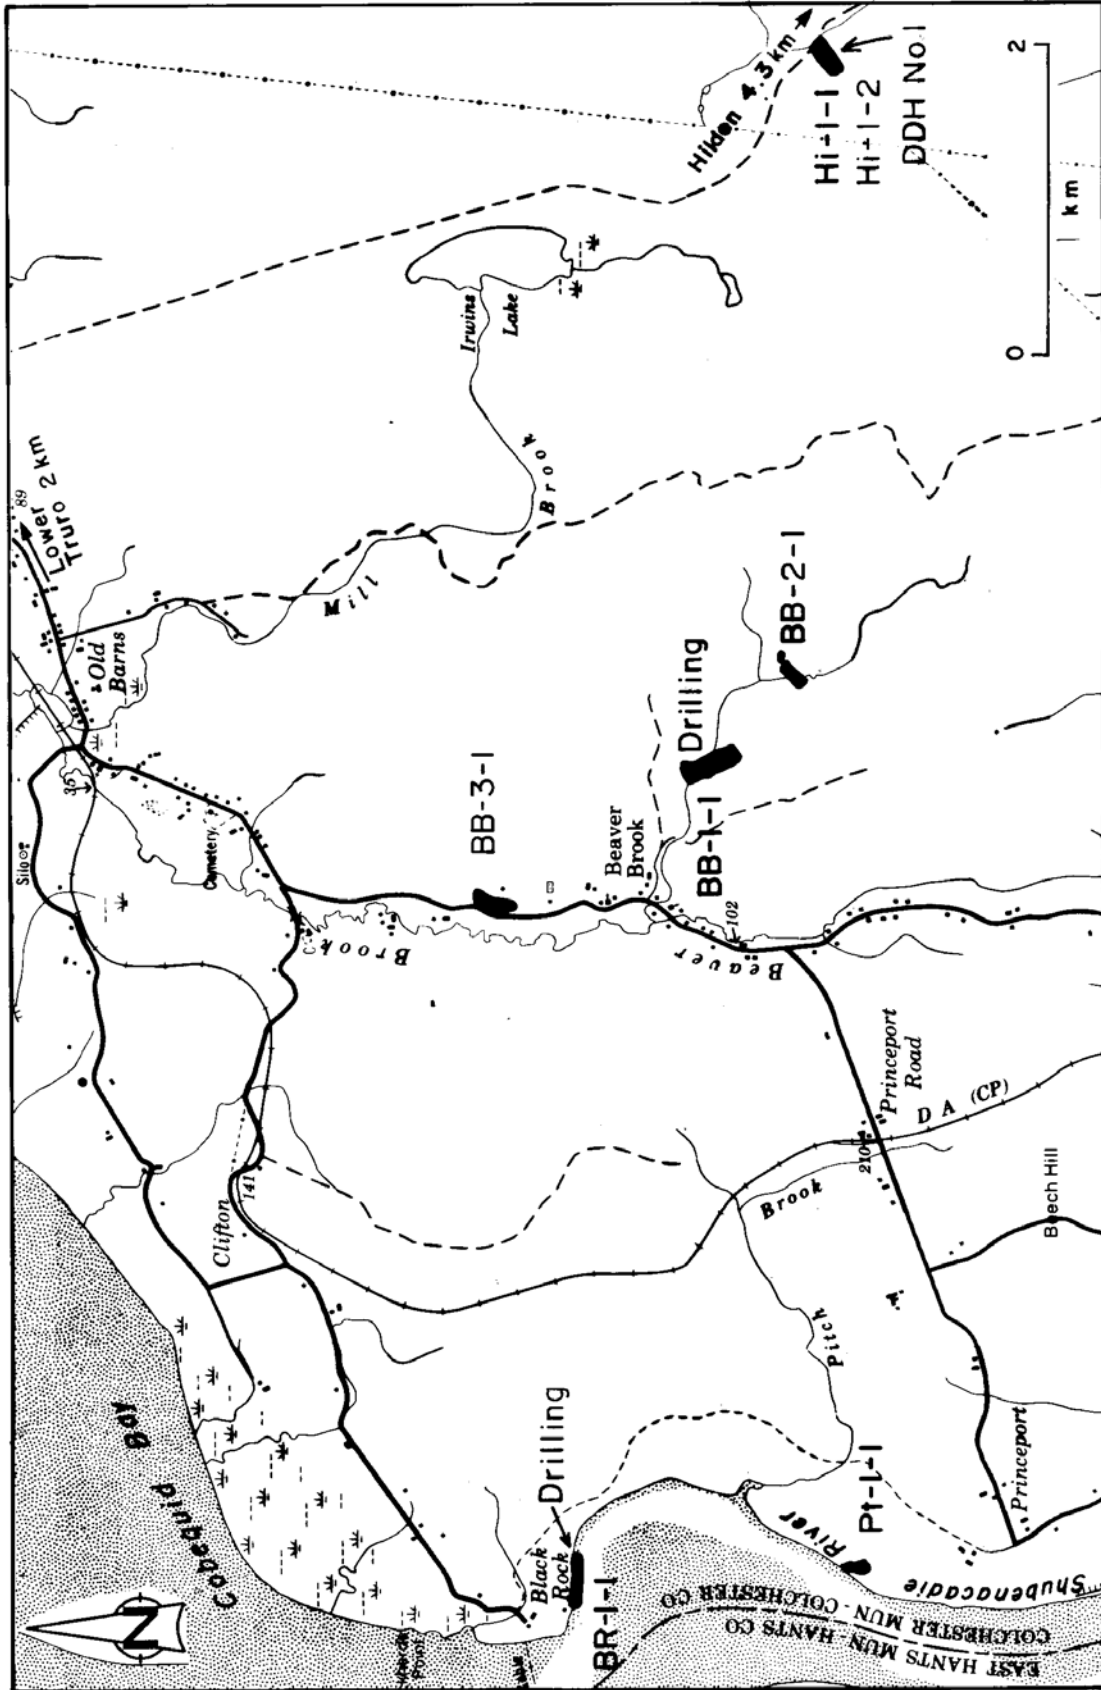 N
Cobequid Bay
Silo
35
Old
Barns
89
Lower
Truro 2 km
Cemetery
Clifton
141
Mill
Brook
Irwins
Lake
Hilden 4.3 km
Hi-1-1
Hi-1-2
DDH No.1
BB-3-1
Brook
Beaver
Brook
Drilling
BB-1-1
BB-2-1
102
Beaver
Black
Rock
Drilling
BR-1-1
Pitch
Brook
D A (CP)
210
Princeport
Road
Beech Hill
Princeport
Pt-1-1
Shubenacadie River
COLCHESTER MUN - COLCHESTER CO
EAST HANTS MUN - HANTS CO
0
1 km
2